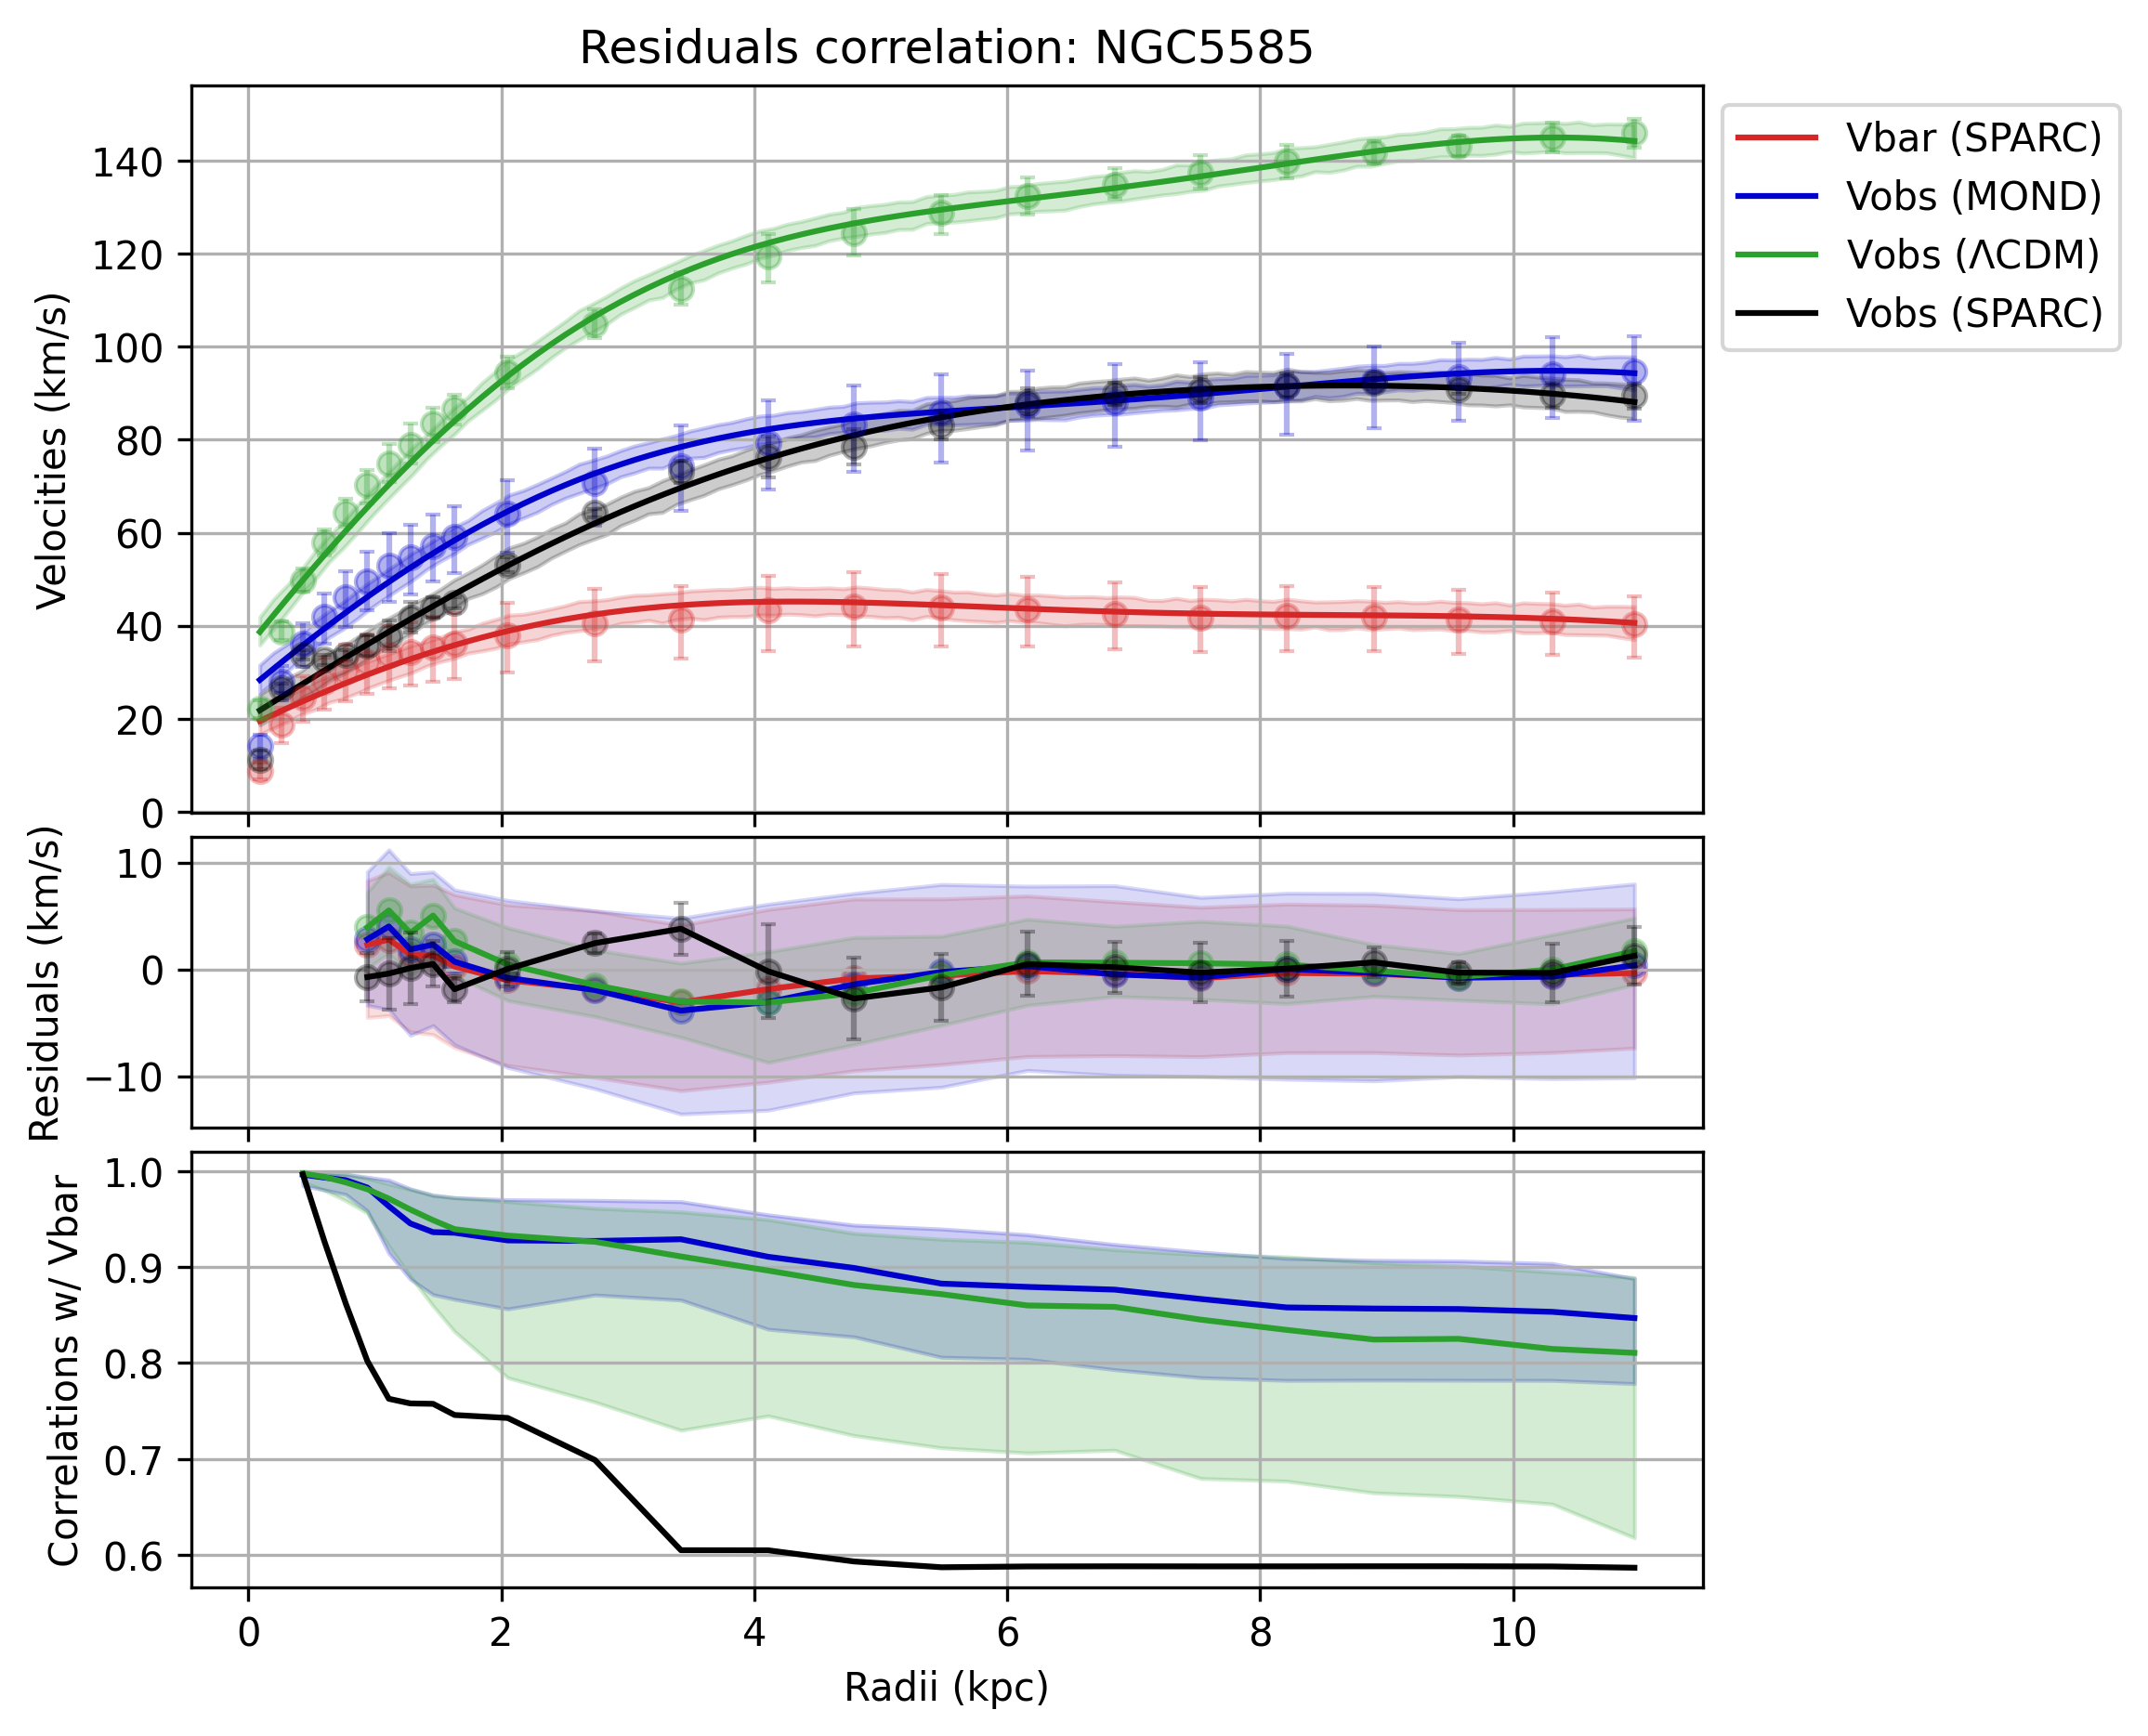 Residuals correlation: NGC5585
Velocities (km/s)
140
120
100
80
60
40
20
0
Vbar (SPARC)
Vobs (MOND)
Vobs (ΛCDM)
Vobs (SPARC)
Residuals (km/s)
10
0
−10
Correlations w/ Vbar
1.0
0.9
0.8
0.7
0.6
0 2 4 6 8 10
Radii (kpc)